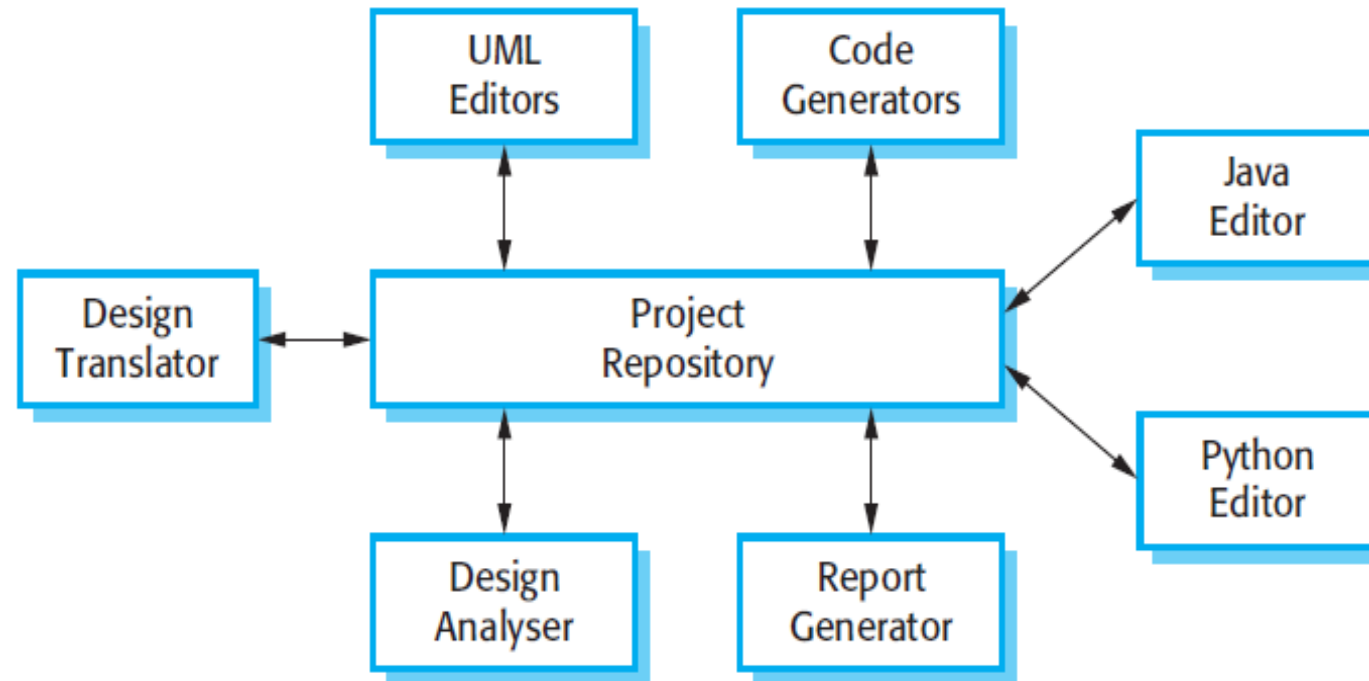 UML
Editors
Code
Generators
Java
Editor
Design
Translator
Project
Repository
Python
Editor
Design
Analyser
Report
Generator